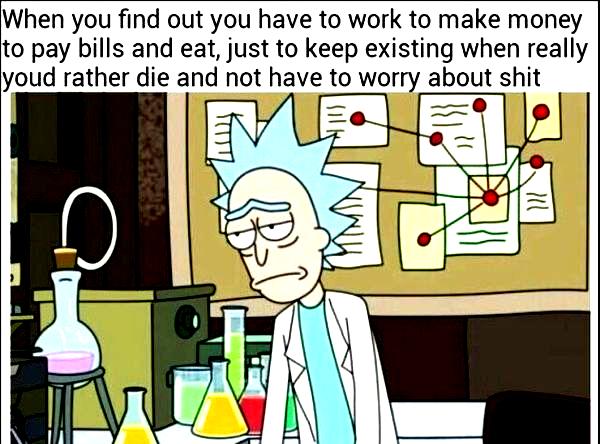 When you find out you have to work to make money
to pay bills and eat, just to keep existing when really
youd rather die and not have to worry about shit